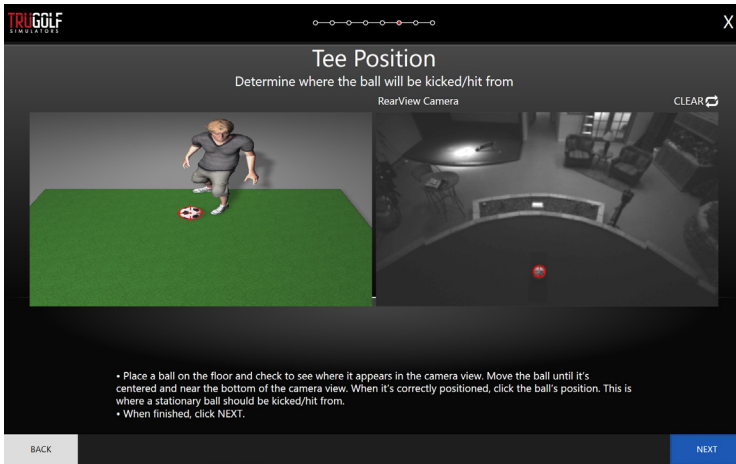 TRUGOLF
SIMULATORS
X
Tee Position
Determine where the ball will be kicked/hit from
RearView Camera
CLEAR
• Place a ball on the floor and check to see where it appears in the camera view. Move the ball until it's
centered and near the bottom of the camera view. When it's correctly positioned, click the ball's position. This is
where a stationary ball should be kicked/hit from.
• When finished, click NEXT.
BACK
NEXT